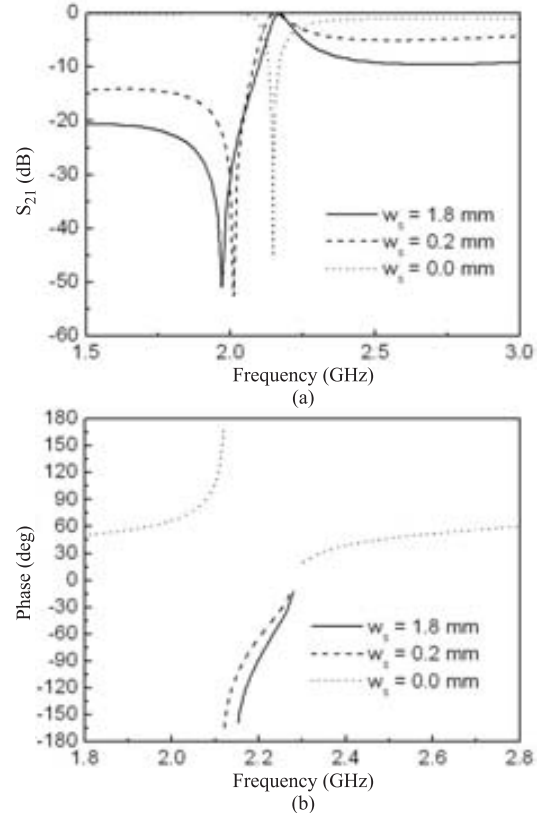 0
-10
-20
-30
-40
-50
-60
S21 (dB)
ws = 1.8 mm
ws = 0.2 mm
ws = 0.0 mm
1.5 2.0 2.5 3.0
Frequency (GHz)
(a)
180
150
120
90
60
30
0
-30
-60
-90
-120
-150
-180
Phase (deg)
ws = 1.8 mm
ws = 0.2 mm
ws = 0.0 mm
1.8 2.0 2.2 2.4 2.6 2.8
Frequency (GHz)
(b)